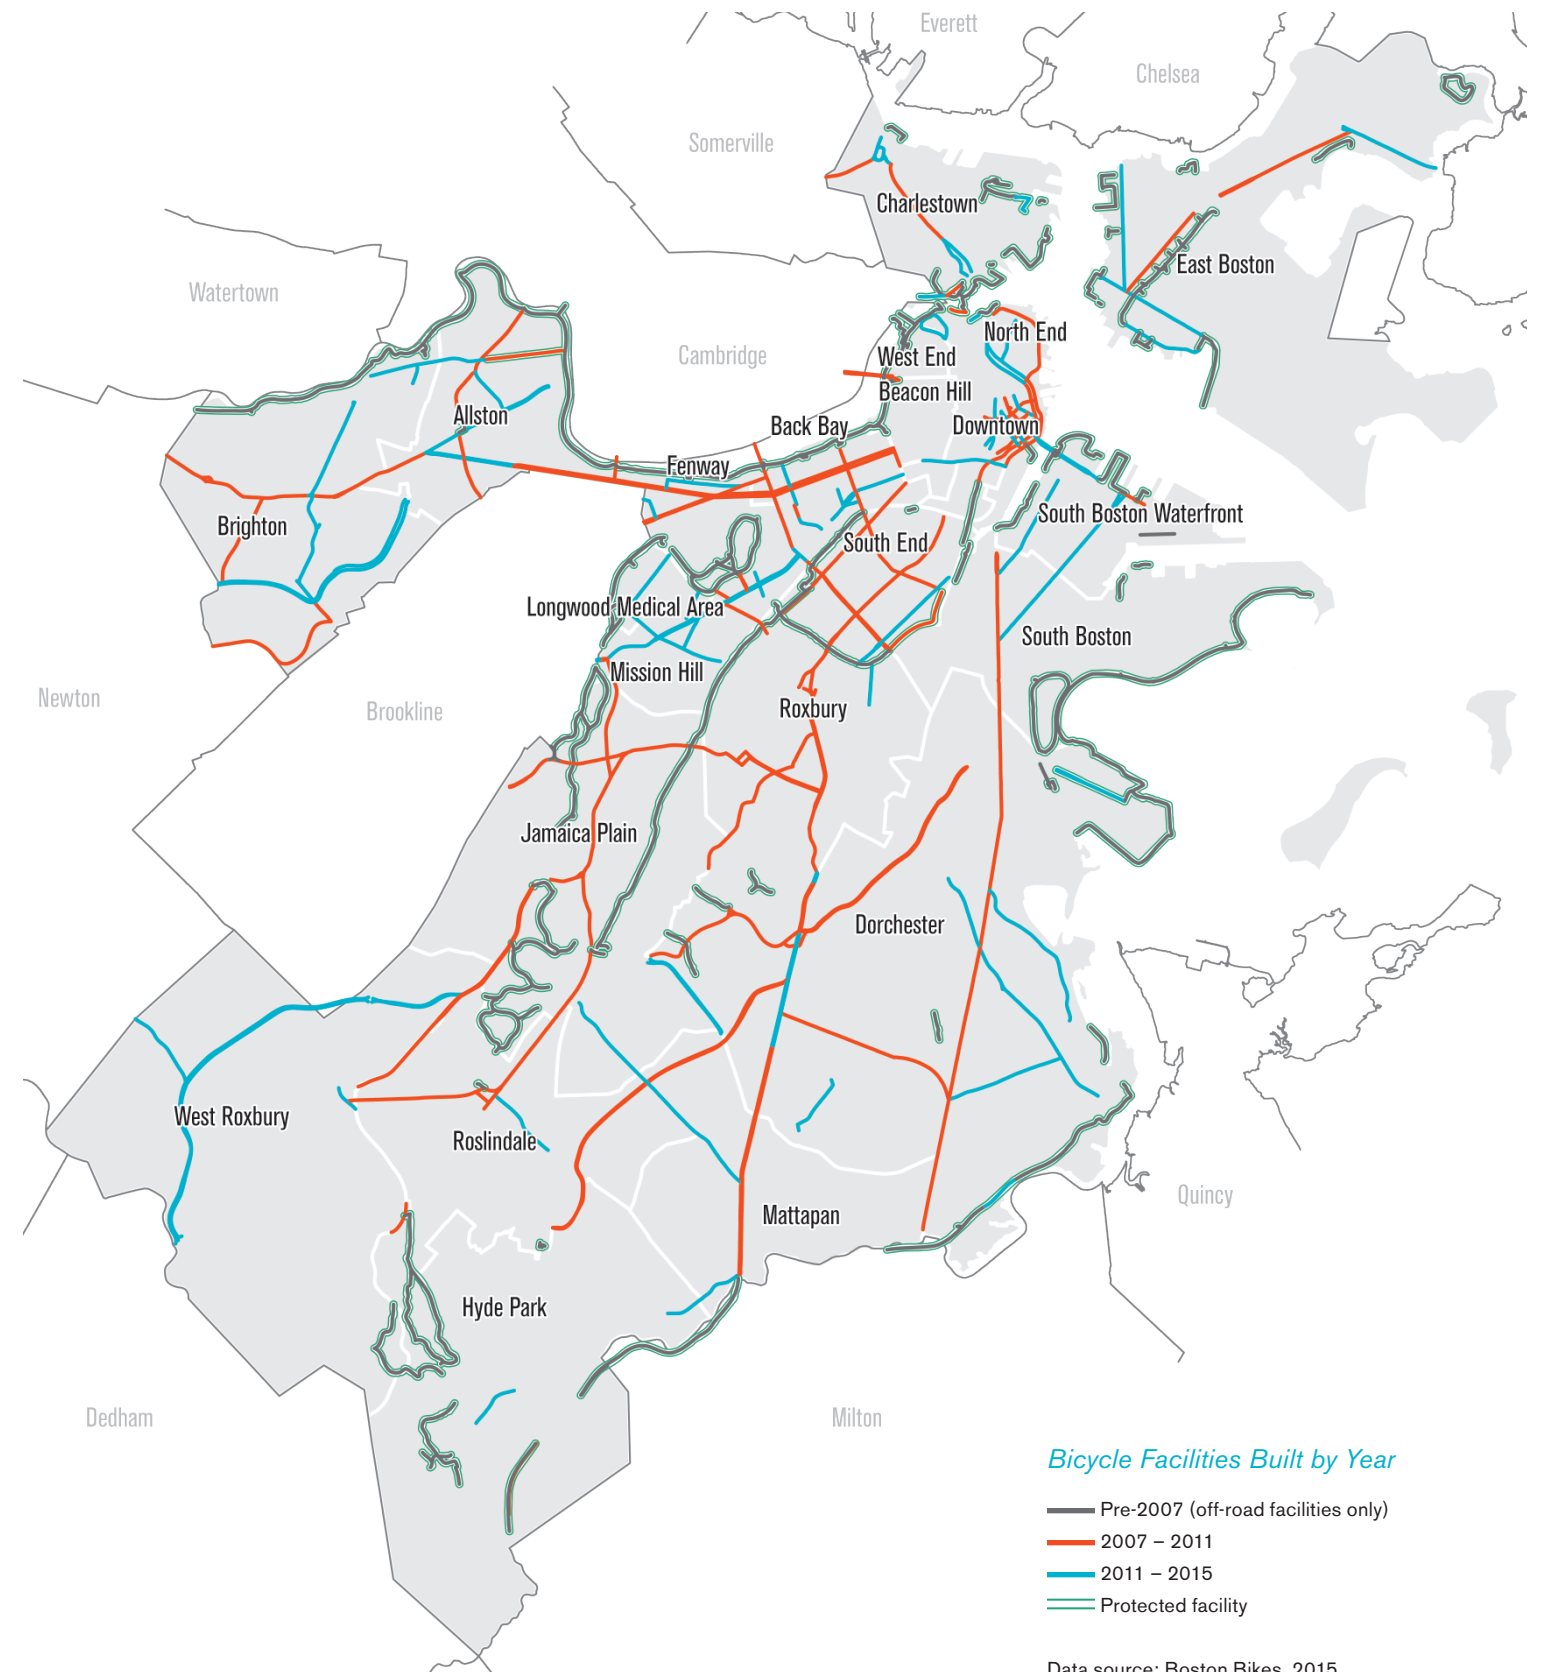 Everett
Chelsea
Somerville
Charlestown
East Boston
Watertown
North End
Cambridge
West End
Beacon Hill
Allston
Back Bay
Downtown
Fenway
South Boston Waterfront
Brighton
South End
Longwood Medical Area
South Boston
Mission Hill
Newton
Brookline
Roxbury
Jamaica Plain
Dorchester
West Roxbury
Roslindale
Quincy
Mattapan
Hyde Park
Dedham
Milton
Bicycle Facilities Built by Year
Pre-2007 (off-road facilities only)
2007 – 2011
2011 – 2015
Protected facility
Data source: Boston Bikes, 2015